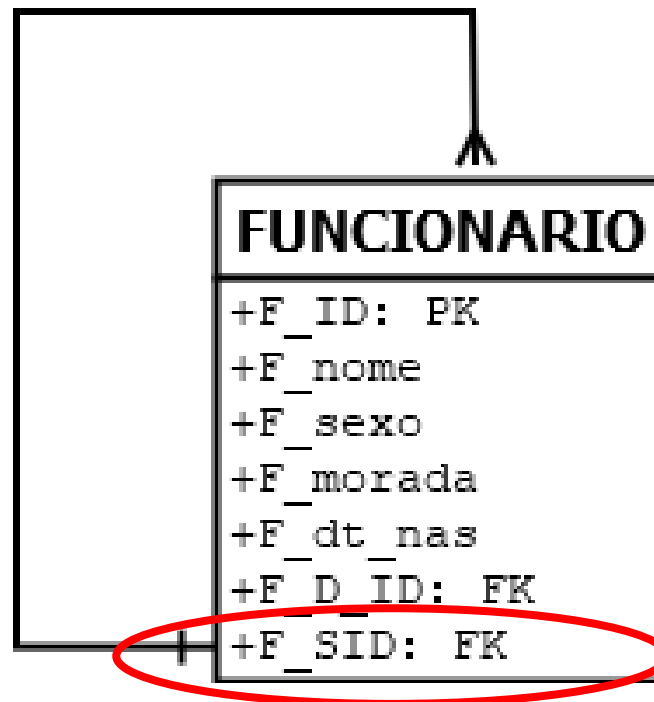 FUNCIONARIO
+F_ID: PK
+F_nome
+F_sexo
+F_morada
+F_dt_nas
+F_D_ID: FK
+F_SID: FK